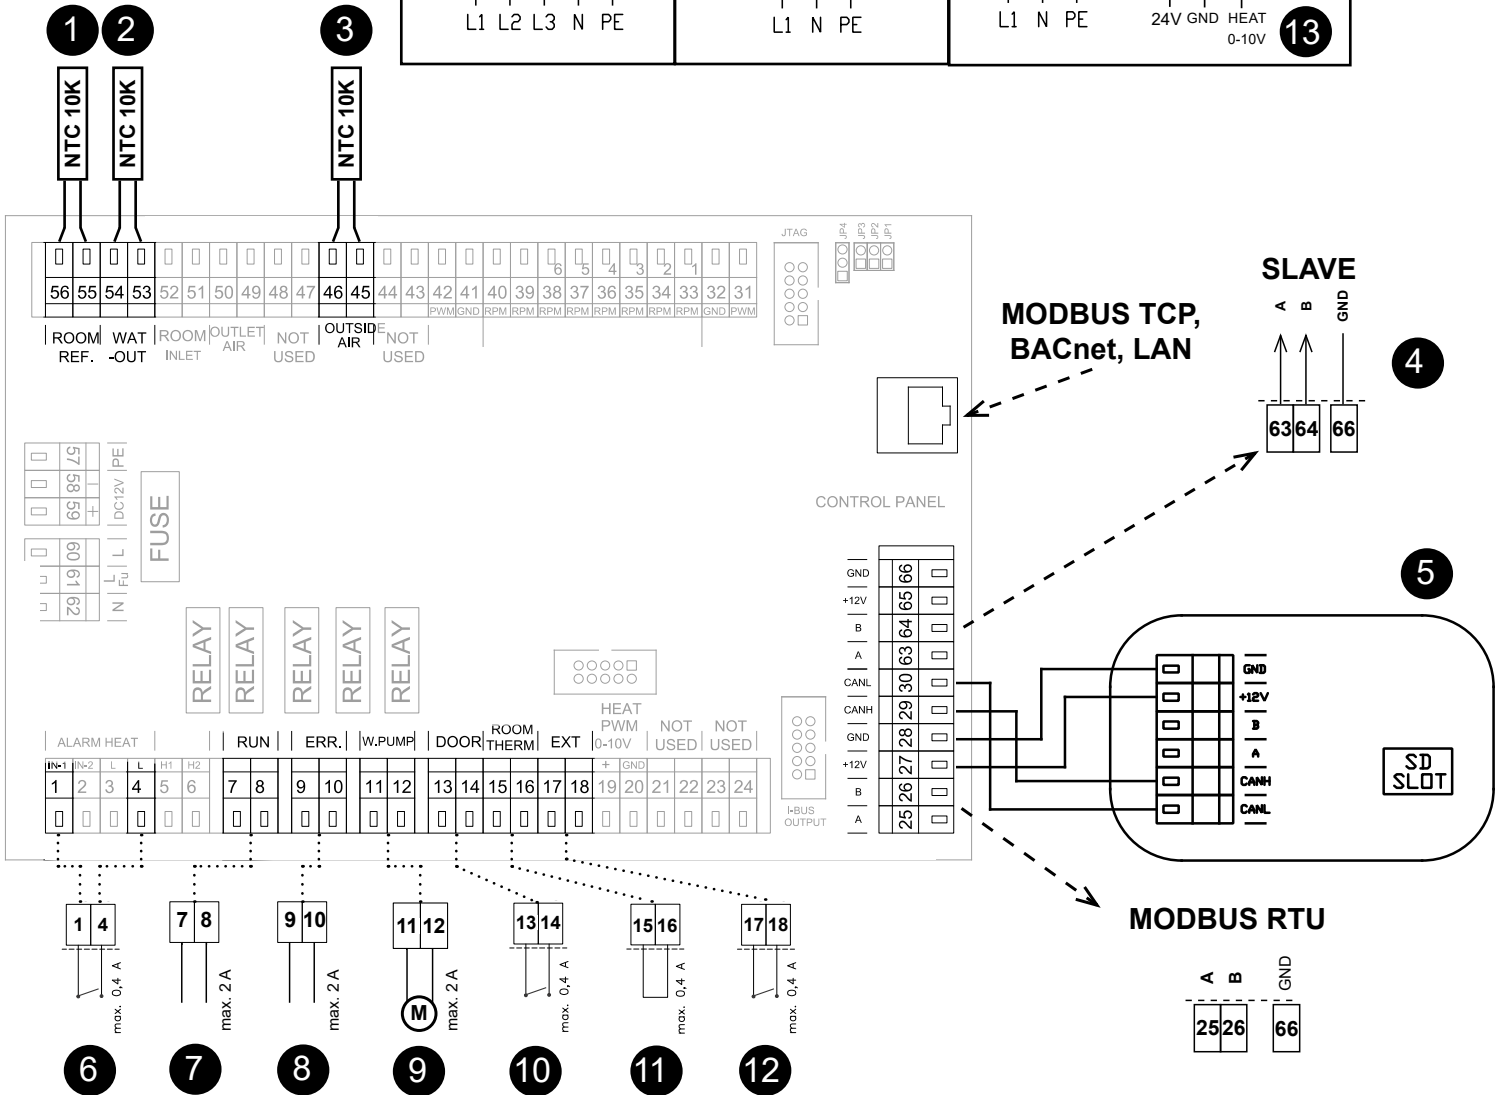 L1 L2 L3 N PE
L1 N PE
L1 N PE
24V GND HEAT
0-10V
13
1
2
3
NTC 10K
NTC 10K
NTC 10K
JTAG
JP4
JP3
JP2
JP1
6 5 4 3 2 1
56 55 54 53 52 51 50 49 48 47 46 45 44 43 42 41 40 39 38 37 36 35 34 33 32 31
PWM GND RPM RPM RPM RPM RPM RPM RPM RPM GND PWM
ROOM REF.
WAT -OUT
ROOM INLET
OUTLET AIR
NOT USED
OUTSIDE AIR
NOT USED
MODBUS TCP,
BACnet, LAN
SLAVE
A B GND
63 64 66
4
57 PE
58 –
59 +
DC12V
60 L
61 L Fu
62 N
FUSE
CONTROL PANEL
GND 66
+12V 65
B 64
A 63
CANL 30
CANH 29
GND 28
+12V 27
B 26
A 25
5
GND
+12V
B
A
CANH
CANL
SD
SLOT
RELAY
RELAY
RELAY
RELAY
RELAY
I-BUS
OUTPUT
ALARM HEAT
RUN
ERR.
W.PUMP
DOOR
ROOM
THERM
EXT
HEAT
PWM
0-10V
NOT
USED
NOT
USED
IN-1 IN-2 L L H1 H2
+ GND
1 2 3 4 5 6 7 8 9 10 11 12 13 14 15 16 17 18 19 20 21 22 23 24
1 4
max. 0,4 A
7 8
max. 2 A
9 10
max. 2 A
11 12
M
max. 2 A
13 14
max. 0,4 A
15 16
max. 0,4 A
17 18
max. 0,4 A
6
7
8
9
10
11
12
MODBUS RTU
A B GND
25 26 66